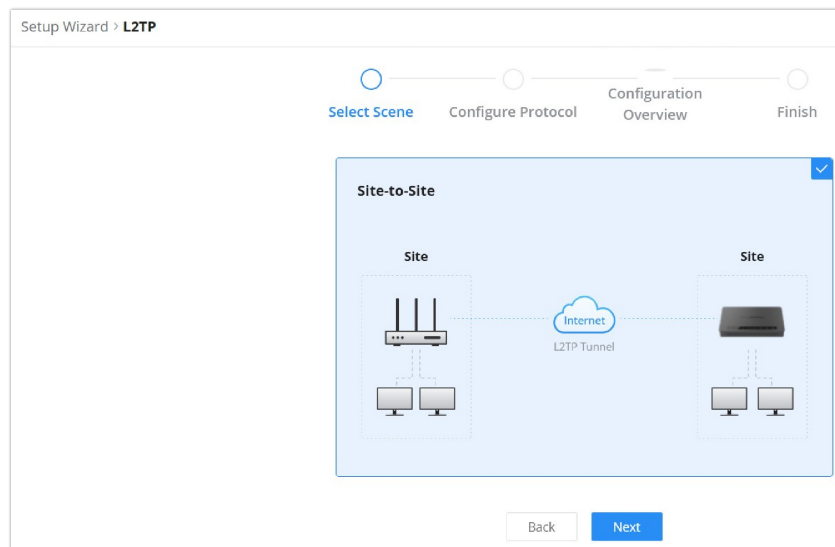 Setup Wizard > L2TP
Select Scene
Configure Protocol
Configuration
Overview
Finish
Site-to-Site
Site
Site
Internet
L2TP Tunnel
Back
Next